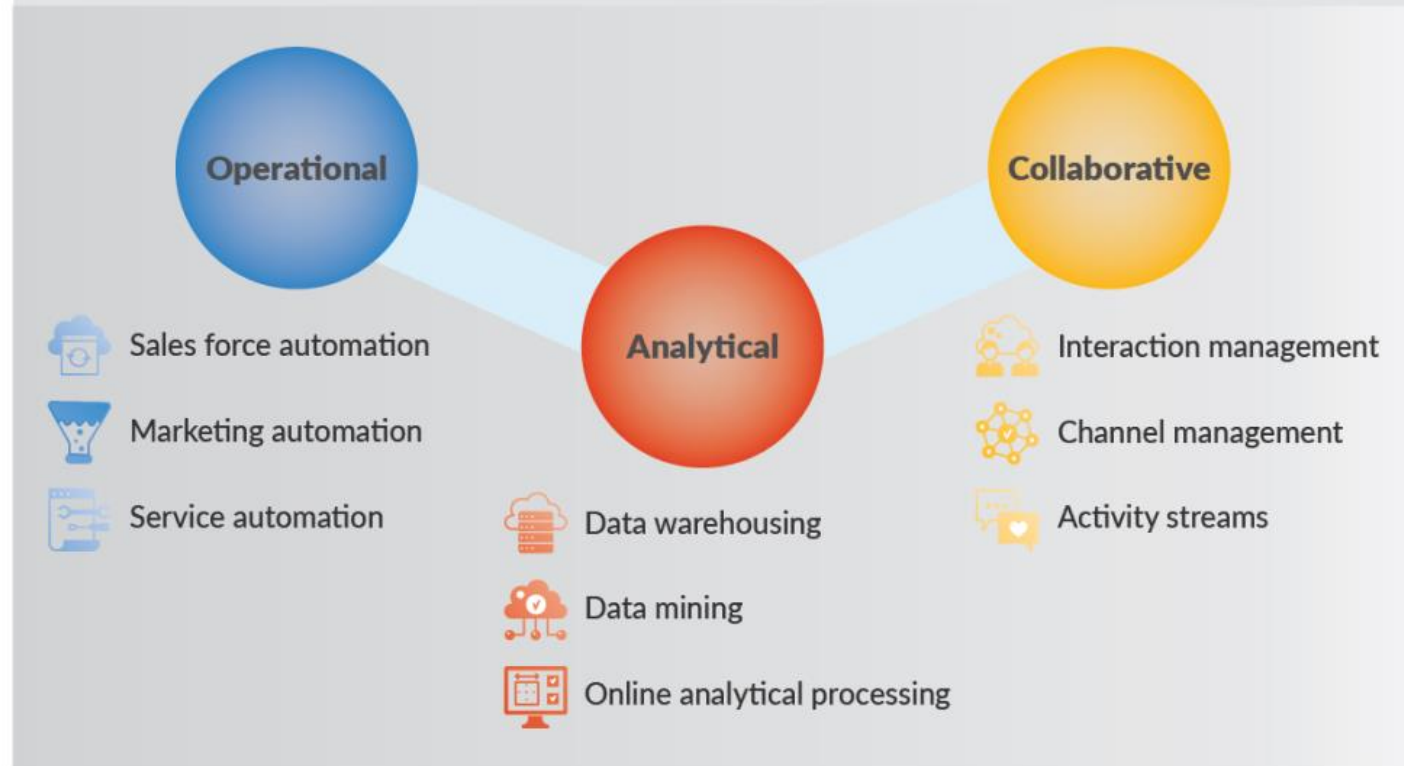 Operational
Sales force automation
Marketing automation
Service automation
Analytical
Data warehousing
Data mining
Online analytical processing
Collaborative
Interaction management
Channel management
Activity streams